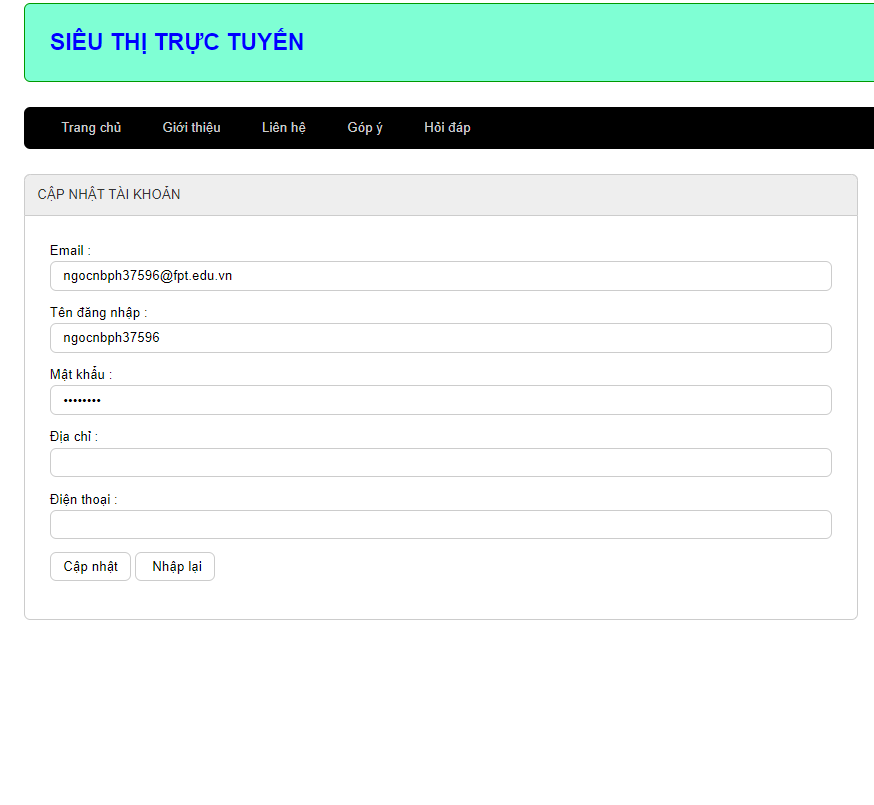 SIÊU THỊ TRỰC TUYẾN
Trang chủ Giới thiệu Liên hệ Góp ý Hỏi đáp
CẬP NHẬT TÀI KHOẢN
Email :
ngocnbph37596@fpt.edu.vn
Tên đăng nhập :
ngocnbph37596
Mật khẩu :
••••••••
Địa chỉ :
Điện thoại :
Cập nhật Nhập lại